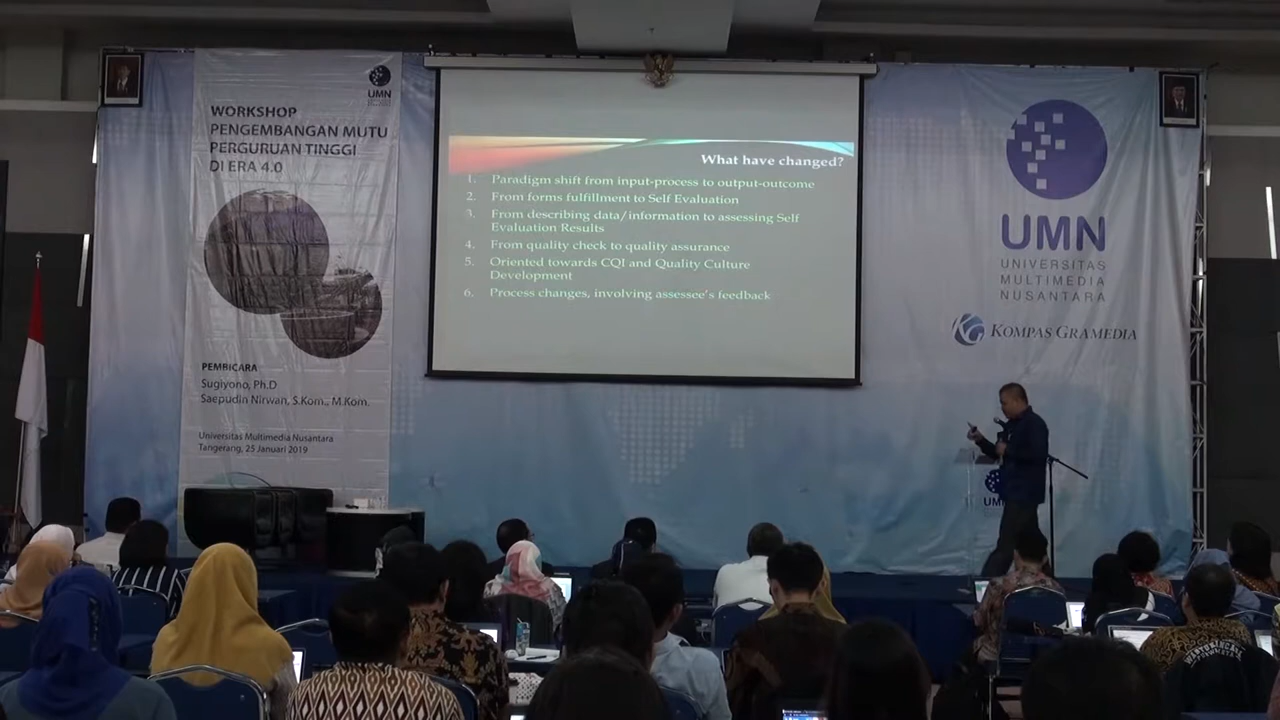 WORKSHOP
PENGEMBANGAN MUTU
PERGURUAN TINGGI
DI ERA 4.0
UMN
PEMBICARA
Sugiyono, Ph.D
Saepudin Nirwan, S.Kom., M.Kom.
Universitas Multimedia Nusantara
Tangerang, 25 Januari 2019
What have changed?
1. Paradigm shift from input-process to output-outcome
2. From forms fulfillment to Self Evaluation
3. From describing data/information to assessing Self
Evaluation Results
4. From quality check to quality assurance
5. Oriented towards CQI and Quality Culture
Development
6. Process changes, involving assessee's feedback
UMN
UNIVERSITAS
MULTIMEDIA
NUSANTARA
KG KOMPAS GRAMEDIA